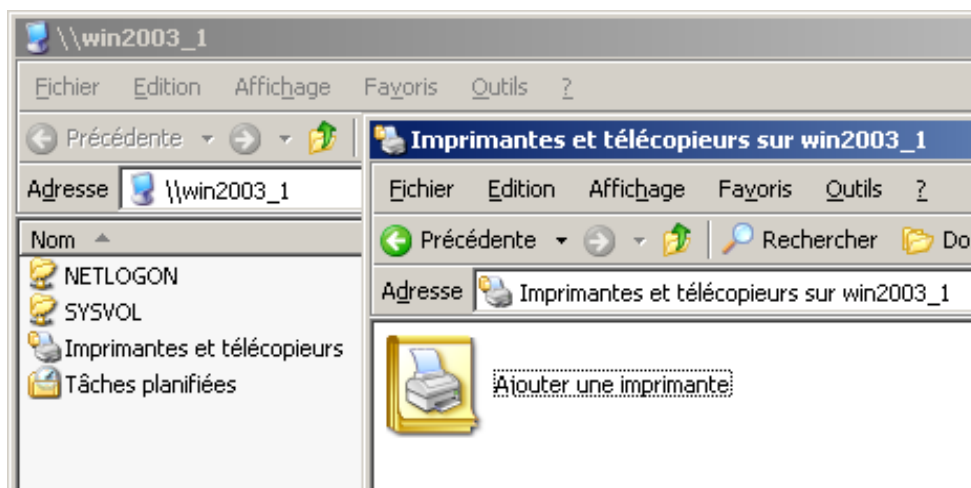 \\win2003_1
Fichier Edition Affichage Favoris Outils ?
Précédente
Adresse \\win2003_1
Nom
NETLOGON
SYSVOL
Imprimantes et télécopieurs
Tâches planifiées
Imprimantes et télécopieurs sur win2003_1
Fichier Edition Affichage Favoris Outils ?
Précédente Rechercher Do
Adresse Imprimantes et télécopieurs sur win2003_1
Ajouter une imprimante